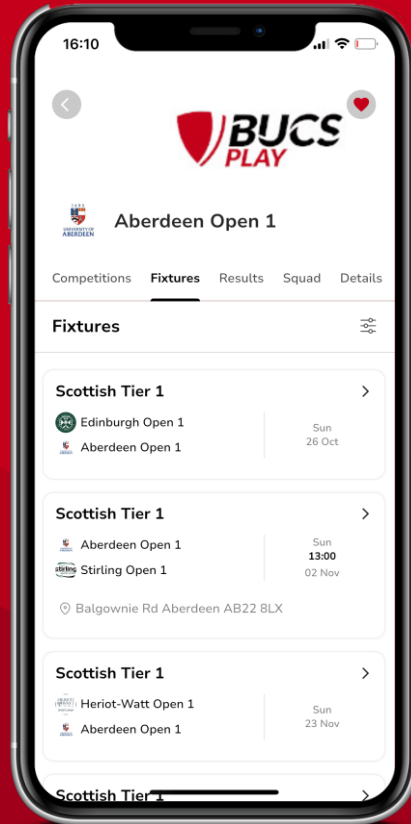 16:10
BUCS
PLAY
1495
UNIVERSITY OF
ABERDEEN
Aberdeen Open 1
Competitions Fixtures Results Squad Details
Fixtures
Scottish Tier 1
Edinburgh Open 1
Aberdeen Open 1
Sun
26 Oct
Scottish Tier 1
Aberdeen Open 1
stirling
Stirling Open 1
Sun
13:00
02 Nov
Balgownie Rd Aberdeen AB22 8LX
Scottish Tier 1
Heriot-Watt Open 1
Aberdeen Open 1
Sun
23 Nov
Scottish Tier 1